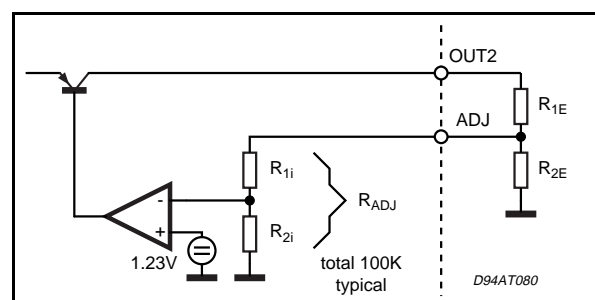 OUT2
R1E
ADJ
R1i
RADJ
R2E
-
+
R2i
1.23V
total 100K
typical
D94AT080